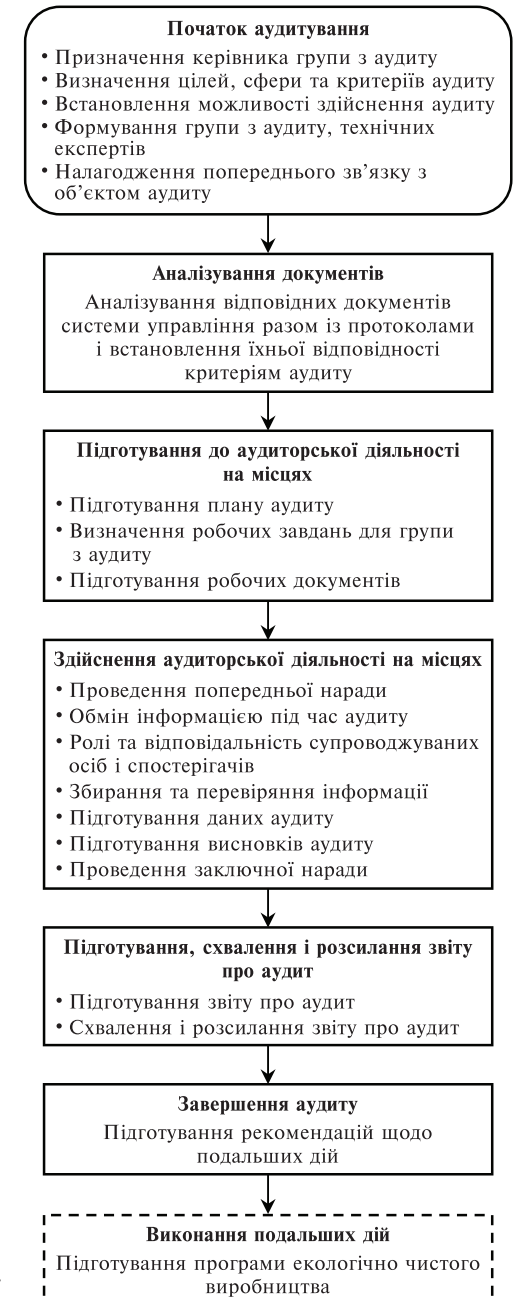 Початок аудитування
• Призначення керівника групи з аудиту
• Визначення цілей, сфери та критеріїв аудиту
• Встановлення можливості здійснення аудиту
• Формування групи з аудиту, технічних
експертів
• Налагодження попереднього зв'язку з
об'єктом аудиту
Аналізування документів
Аналізування відповідних документів
системи управління разом із протоколами
і встановлення їхньої відповідності
критеріям аудиту
Підготування до аудиторської діяльності
на місцях
• Підготування плану аудиту
• Визначення робочих завдань для групи
з аудиту
• Підготування робочих документів
Здійснення аудиторської діяльності на місцях
• Проведення попередньої наради
• Обмін інформацією під час аудиту
• Ролі та відповідальність супроводжуваних
осіб і спостерігачів
• Збирання та перевіряння інформації
• Підготування даних аудиту
• Підготування висновків аудиту
• Проведення заключної наради
Підготування, схвалення і розсилання звіту
про аудит
• Підготування звіту про аудит
• Схвалення і розсилання звіту про аудит
Завершення аудиту
Підготування рекомендацій щодо
подальших дій
Виконання подальших дій
Підготування програми екологічно чистого
виробництва